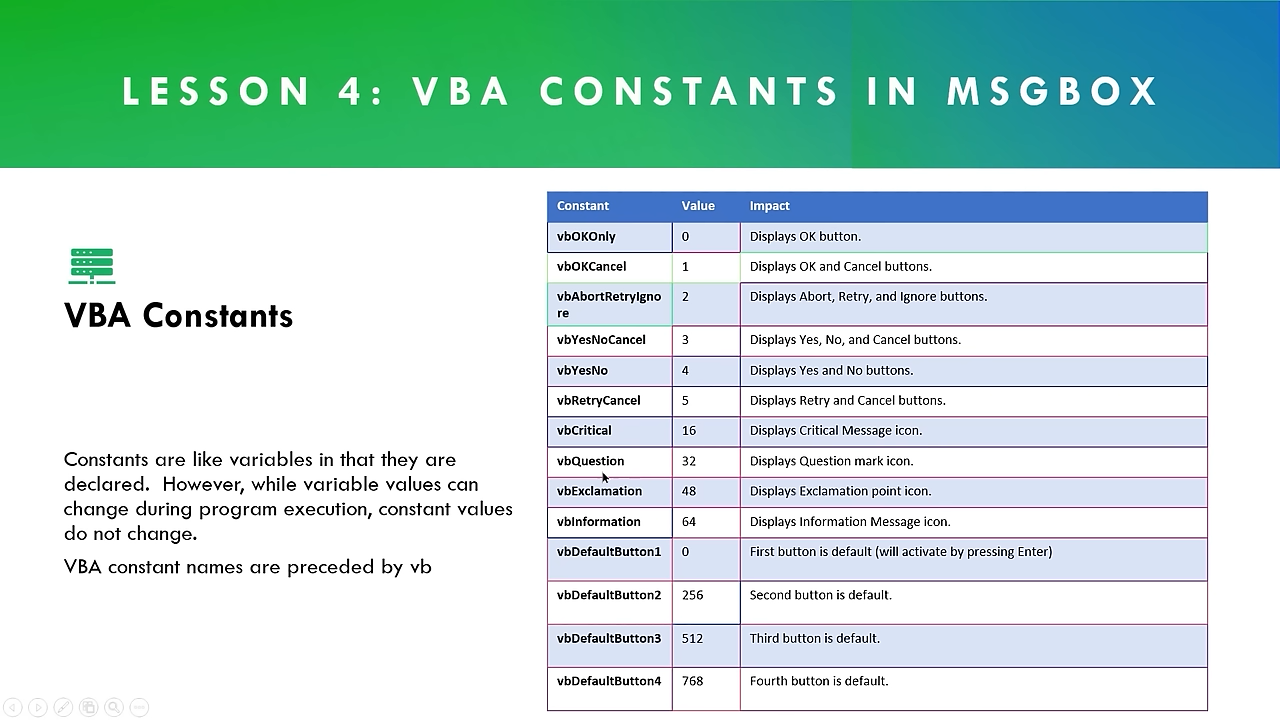 LESSON 4: VBA CONSTANTS IN MSGBOX
VBA Constants
Constants are like variables in that they are
declared.  However, while variable values can
change during program execution, constant values
do not change.
VBA constant names are preceded by vb
Constant Value Impact
vbOKOnly 0 Displays OK button.
vbOKCancel 1 Displays OK and Cancel buttons.
vbAbortRetryIgno 2 Displays Abort, Retry, and Ignore buttons.
re
vbYesNoCancel 3 Displays Yes, No, and Cancel buttons.
vbYesNo 4 Displays Yes and No buttons.
vbRetryCancel 5 Displays Retry and Cancel buttons.
vbCritical 16 Displays Critical Message icon.
vbQuestion 32 Displays Question mark icon.
vbExclamation 48 Displays Exclamation point icon.
vbInformation 64 Displays Information Message icon.
vbDefaultButton1 0 First button is default (will activate by pressing Enter)
vbDefaultButton2 256 Second button is default.
vbDefaultButton3 512 Third button is default.
vbDefaultButton4 768 Fourth button is default.